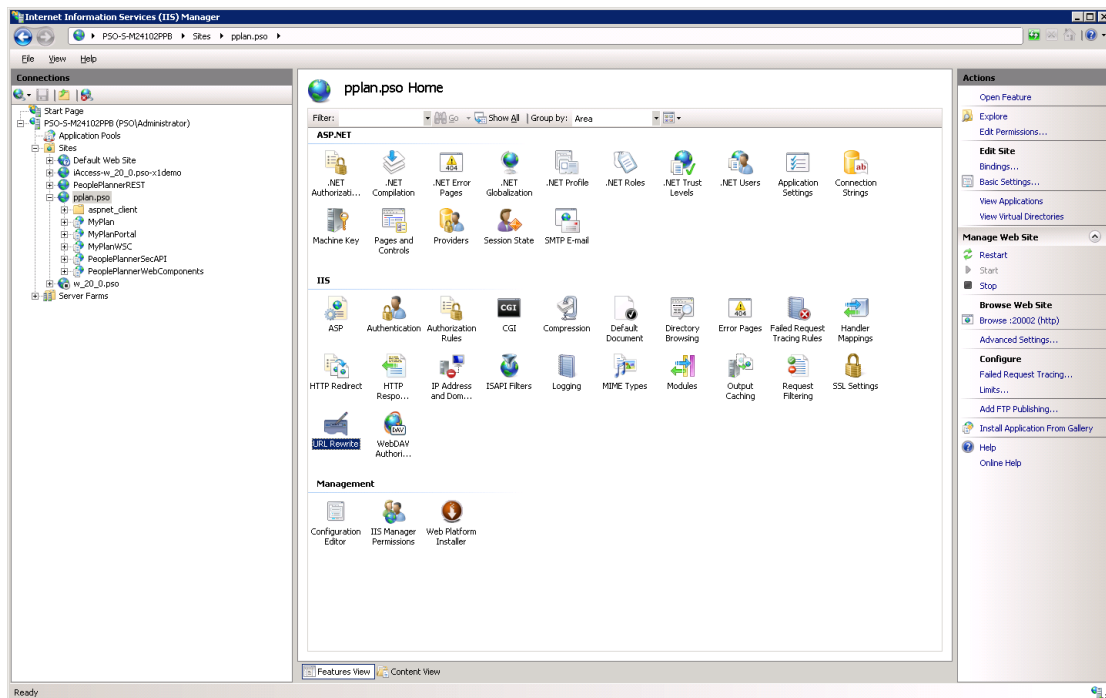 Internet Information Services (IIS) Manager
PSO-S-M24102PPB Sites pplan.pso
File View Help
Connections
Start Page
PSO-S-M24102PPB (PSO\Administrator)
Application Pools
Sites
Default Web Site
iAccess-w_20_0.pso-x1demo
PeoplePlannerREST
pplan.pso
aspnet_client
MyPlan
MyPlanPortal
MyPlanWSC
PeoplePlannerSecAPI
PeoplePlannerWebComponents
w_20_0.pso
Server Farms
pplan.pso Home
Filter: Go Show All Group by: Area
ASP.NET
.NET Authorizati...
.NET Compilation
.NET Error Pages
.NET Globalization
.NET Profile
.NET Roles
.NET Trust Levels
.NET Users
Application Settings
Connection Strings
Machine Key
Pages and Controls
Providers
Session State
SMTP E-mail
IIS
ASP
Authentication
Authorization Rules
CGI
Compression
Default Document
Directory Browsing
Error Pages
Failed Request Tracing Rules
Handler Mappings
HTTP Redirect
HTTP Respo...
IP Address and Dom...
ISAPI Filters
Logging
MIME Types
Modules
Output Caching
Request Filtering
SSL Settings
URL Rewrite
WebDAV Authori...
Management
Configuration Editor
IIS Manager Permissions
Web Platform Installer
Features View Content View
Actions
Open Feature
Explore
Edit Permissions...
Edit Site
Bindings...
Basic Settings...
View Applications
View Virtual Directories
Manage Web Site
Restart
Start
Stop
Browse Web Site
Browse :20002 (http)
Advanced Settings...
Configure
Failed Request Tracing...
Limits...
Add FTP Publishing...
Install Application From Gallery
Help
Online Help
Ready